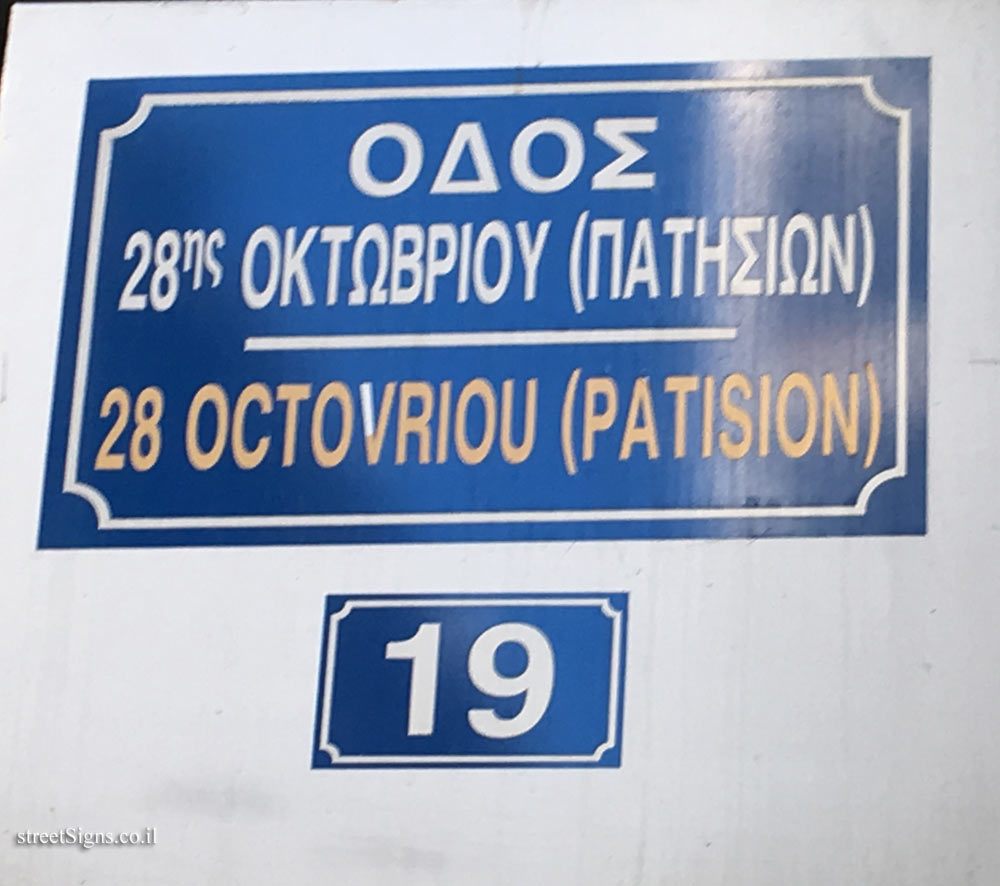 ΟΔΟΣ
28ης ΟΚΤΩΒΡΙΟΥ (ΠΑΤΗΣΙΩΝ)
28 OCTOVRIOU (PATISION)
19
streetSigns.co.il